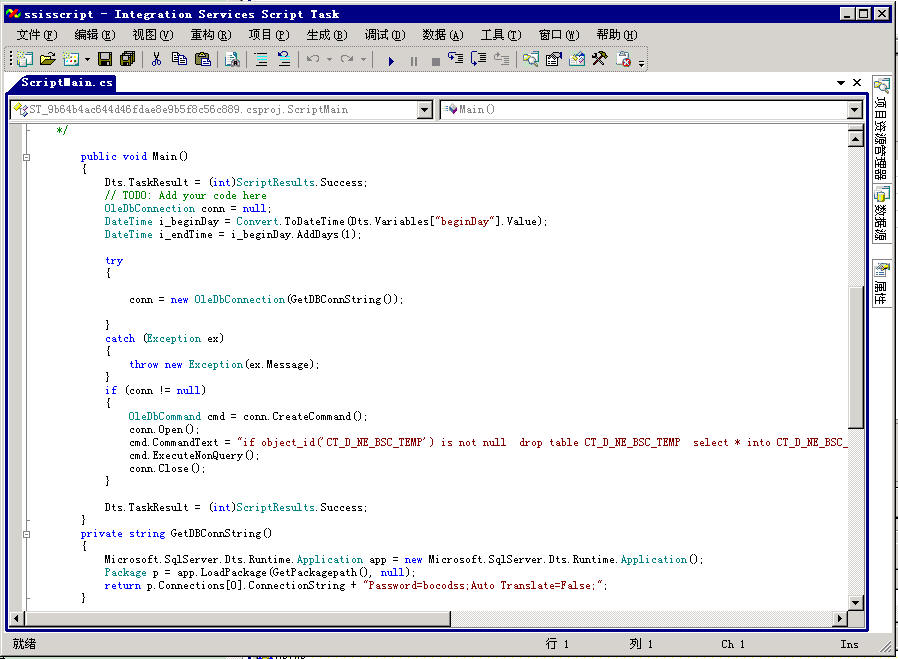 ssisscript - Integration Services Script Task
文件(F) 编辑(E) 视图(V) 重构(R) 项目(P) 生成(B) 调试(D) 数据(A) 工具(T) 窗口(W) 帮助(H)
ScriptMain.cs
ST_9b64b4ac644d46fdae8e9b5f8c56c889.csproj.ScriptMain
Main()
*/
public void Main()
{
Dts.TaskResult = (int)ScriptResults.Success;
// TODO: Add your code here
OleDbConnection conn = null;
DateTime i_beginDay = Convert.ToDateTime(Dts.Variables["beginDay"].Value);
DateTime i_endTime = i_beginDay.AddDays(1);
try
{
conn = new OleDbConnection(GetDBConnString());
}
catch (Exception ex)
{
throw new Exception(ex.Message);
}
if (conn != null)
{
OleDbCommand cmd = conn.CreateCommand();
conn.Open();
cmd.CommandText = "if object_id('CT_D_NE_BSC_TEMP') is not null  drop table CT_D_NE_BSC_TEMP  select * into CT_D_NE_BSC_
cmd.ExecuteNonQuery();
conn.Close();
}
Dts.TaskResult = (int)ScriptResults.Success;
}
private string GetDBConnString()
{
Microsoft.SqlServer.Dts.Runtime.Application app = new Microsoft.SqlServer.Dts.Runtime.Application();
Package p = app.LoadPackage(GetPackagepath(), null);
return p.Connections[0].ConnectionString + "Password=bocodss;Auto Translate=False;";
}
项目资源管理器
数据源
属性
就绪
行 1
列 1
Ch 1
Ins